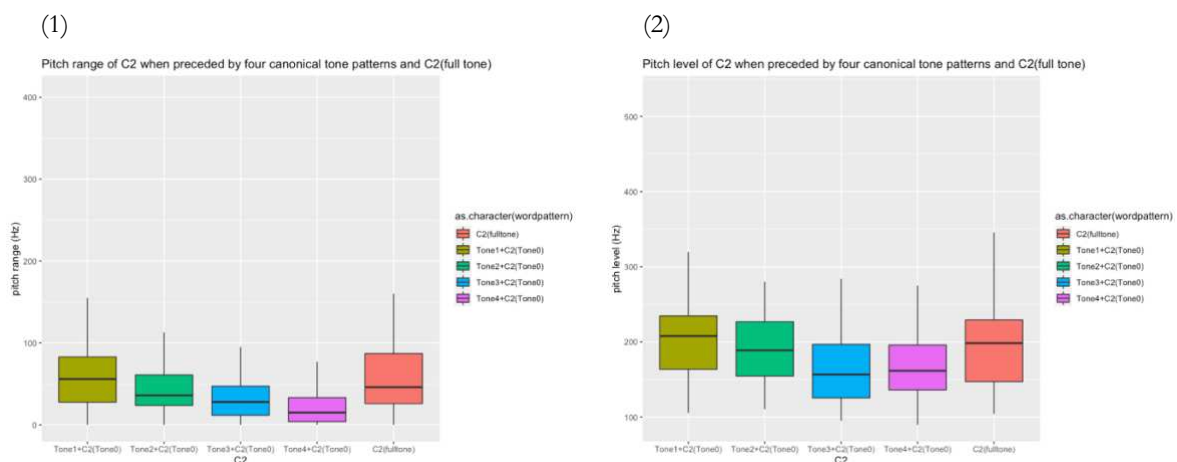 (1)
Pitch range of C2 when preceded by four canonical tone patterns and C2(full tone)
400
300
200
100
0
pitch range (Hz)
Tone1+C2(Tone0) Tone2+C2(Tone0) Tone3+C2(Tone0) Tone4+C2(Tone0) C2(fulltone)
C2
as.character(wordpattern)
C2(fulltone)
Tone1+C2(Tone0)
Tone2+C2(Tone0)
Tone3+C2(Tone0)
Tone4+C2(Tone0)
(2)
Pitch level of C2 when preceded by four canonical tone patterns and C2(full tone)
500
400
300
200
100
pitch level (Hz)
Tone1+C2(Tone0) Tone2+C2(Tone0) Tone3+C2(Tone0) Tone4+C2(Tone0) C2(fulltone)
C2
as.character(wordpattern)
C2(fulltone)
Tone1+C2(Tone0)
Tone2+C2(Tone0)
Tone3+C2(Tone0)
Tone4+C2(Tone0)